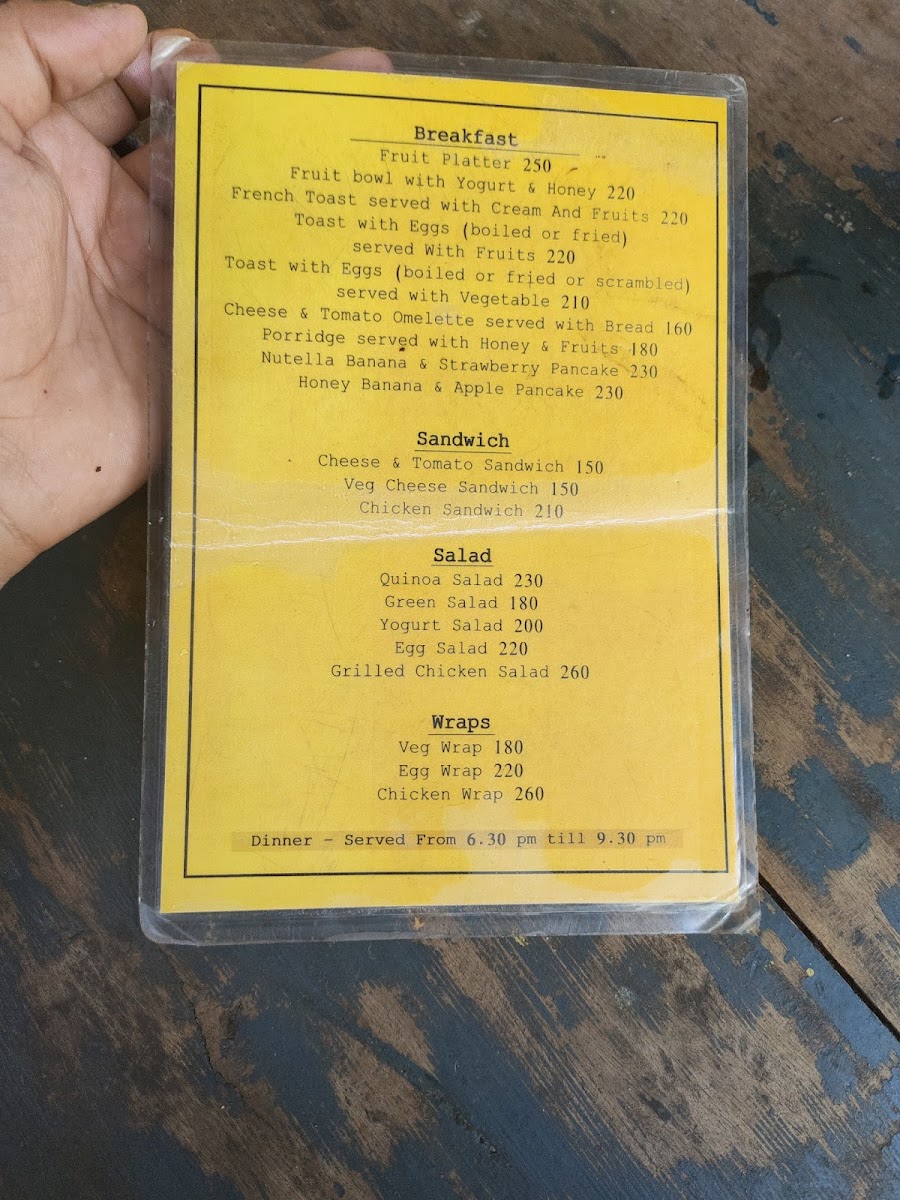 Breakfast
Fruit Platter 250
Fruit bowl with Yogurt & Honey 220
French Toast served with Cream And Fruits 220
Toast with Eggs (boiled or fried)
served With Fruits 220
Toast with Eggs (boiled or fried or scrambled)
served with Vegetable 210
Cheese & Tomato Omelette served with Bread 160
Porridge served with Honey & Fruits 180
Nutella Banana & Strawberry Pancake 230
Honey Banana & Apple Pancake 230
Sandwich
Cheese & Tomato Sandwich 150
Veg Cheese Sandwich 150
Chicken Sandwich 210
Salad
Quinoa Salad 230
Green Salad 180
Yogurt Salad 200
Egg Salad 220
Grilled Chicken Salad 260
Wraps
Veg Wrap 180
Egg Wrap 220
Chicken Wrap 260
Dinner - Served From 6.30 pm till 9.30 pm